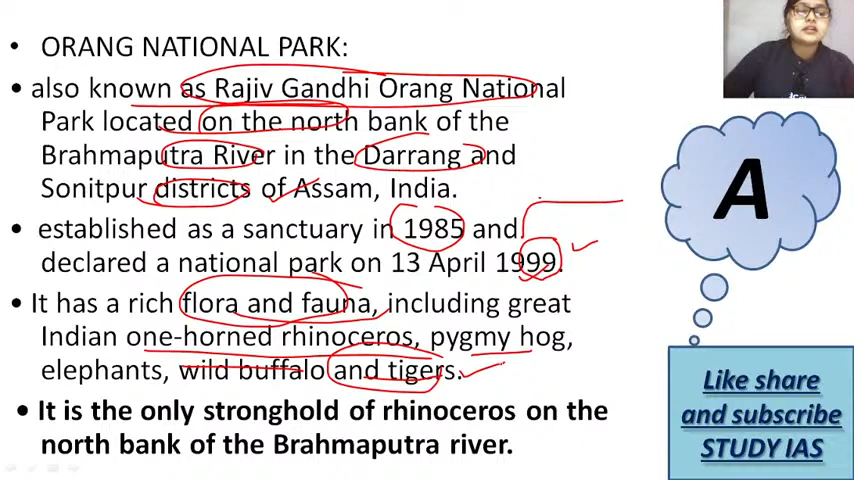 • ORANG NATIONAL PARK:
• also known as Rajiv Gandhi Orang National
Park located on the north bank of the
Brahmaputra River in the Darrang and
Sonitpur districts of Assam, India.
• established as a sanctuary in 1985 and
declared a national park on 13 April 1999.
• It has a rich flora and fauna, including great
Indian one-horned rhinoceros, pygmy hog,
elephants, wild buffalo and tigers.
• It is the only stronghold of rhinoceros on the
north bank of the Brahmaputra river.
A
Like share
and subscribe
STUDY IAS